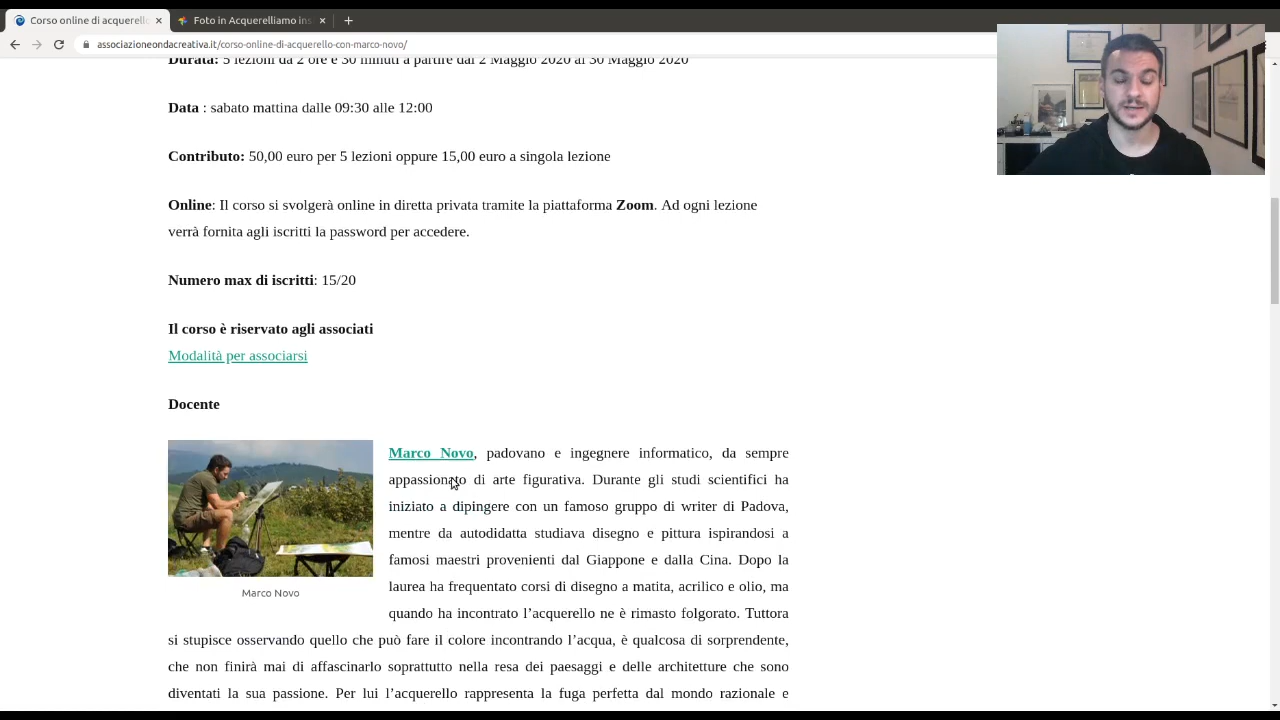 Corso online di acquerello
Foto in Acquerelliamo ins
associazioneondacreativa.it/corso-online-di-acquerello-con-marco-novo/
Durata: 5 lezioni da 2 ore e 30 minuti a partire dal 2 Maggio 2020 al 30 Maggio 2020
Data : sabato mattina dalle 09:30 alle 12:00
Contributo: 50,00 euro per 5 lezioni oppure 15,00 euro a singola lezione
Online: Il corso si svolgerà online in diretta privata tramite la piattaforma Zoom. Ad ogni lezione
verrà fornita agli iscritti la password per accedere.
Numero max di iscritti: 15/20
Il corso è riservato agli associati
Modalità per associarsi
Docente
Marco Novo, padovano e ingegnere informatico, da sempre
appassionato di arte figurativa. Durante gli studi scientifici ha
iniziato a dipingere con un famoso gruppo di writer di Padova,
mentre da autodidatta studiava disegno e pittura ispirandosi a
famosi maestri provenienti dal Giappone e dalla Cina. Dopo la
laurea ha frequentato corsi di disegno a matita, acrilico e olio, ma
Marco Novo
quando ha incontrato l’acquerello ne è rimasto folgorato. Tuttora
si stupisce osservando quello che può fare il colore incontrando l’acqua, è qualcosa di sorprendente,
che non finirà mai di affascinarlo soprattutto nella resa dei paesaggi e delle architetture che sono
diventati la sua passione. Per lui l’acquerello rappresenta la fuga perfetta dal mondo razionale e